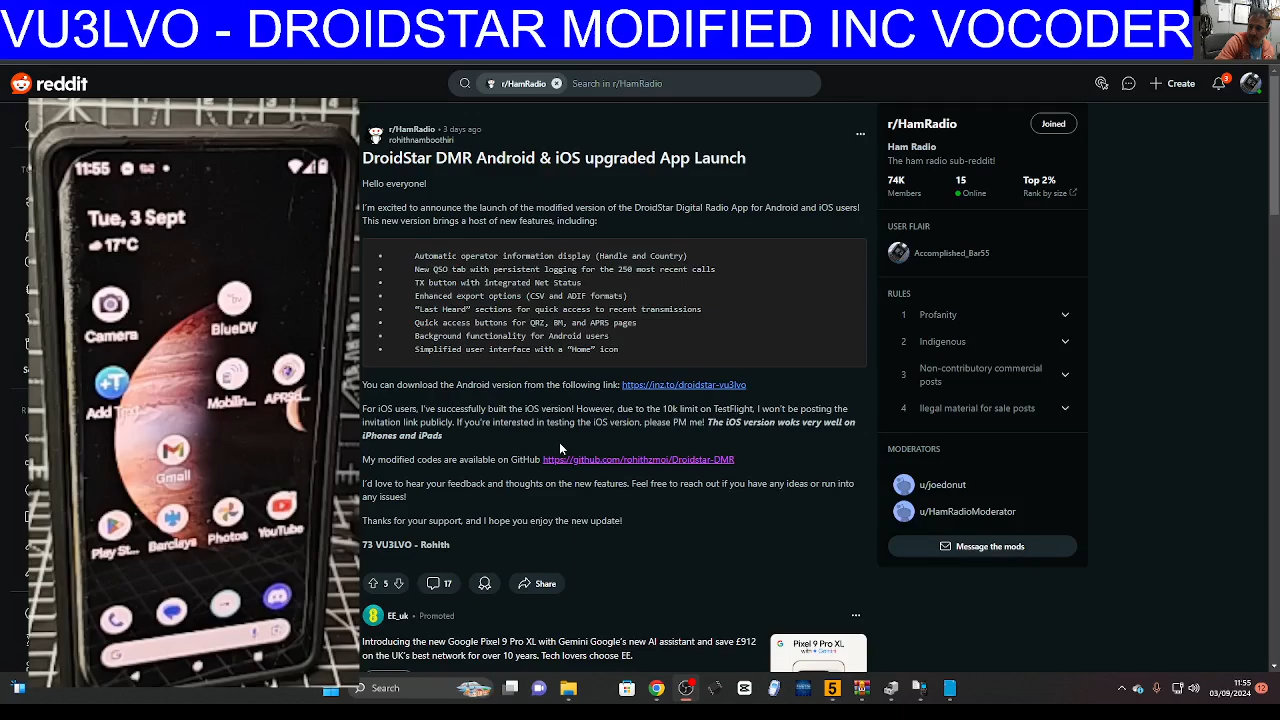 VU3LVO - DROIDSTAR MODIFIED INC VOCODER
reddit
r/HamRadio
Search in r/HamRadio
Create
3
11:55
Tue, 3 Sept
17°C
Camera
BlueDV
Gmail
Barclays
Photos
YouTube
r/HamRadio • 3 days ago
rohithnamboothiri
DroidStar DMR Android & iOS upgraded App Launch
Hello everyone!
I'm excited to announce the launch of the modified version of the DroidStar Digital Radio App for Android and iOS users!
This new version brings a host of new features, including:
• Automatic operator information display (Handle and Country)
• New QSO tab with persistent logging for the 250 most recent calls
• TX button with integrated Net Status
• Enhanced export options (CSV and ADIF formats)
• “Last Heard” sections for quick access to recent transmissions
• Quick access buttons for QRZ, BM, and APRS pages
• Background functionality for Android users
• Simplified user interface with a “Home” icon
You can download the Android version from the following link: https://inz.to/droidstar-vu3lvo
For iOS users, I've successfully built the iOS version! However, due to the 10k limit on TestFlight, I won't be posting the
invitation link publicly. If you're interested in testing the iOS version, please PM me! The iOS version woks very well on
iPhones and iPads
My modified codes are available on GitHub https://github.com/rohithzmoi/Droidstar-DMR
I'd love to hear your feedback and thoughts on the new features. Feel free to reach out if you have any ideas or run into
any issues!
Thanks for your support, and I hope you enjoy the new update!
73 VU3LVO - Rohith
5
17
Share
EE_uk • Promoted
Introducing the new Google Pixel 9 Pro XL with Gemini Google's new AI assistant and save £912
on the UK's best network for over 10 years. Tech lovers choose EE.
Pixel 9 Pro XL
with Gemini
r/HamRadio
Joined
Ham Radio
The ham radio sub-reddit!
74K 15 Top 2%
Members Online Rank by size
USER FLAIR
Accomplished_Bar55
RULES
1 Profanity
2 Indigenous
3 Non-contributory commercial
posts
4 Ilegal material for sale posts
MODERATORS
u/joedonut
u/HamRadioModerator
Message the mods
Search
5
11:55
03/09/2024
12